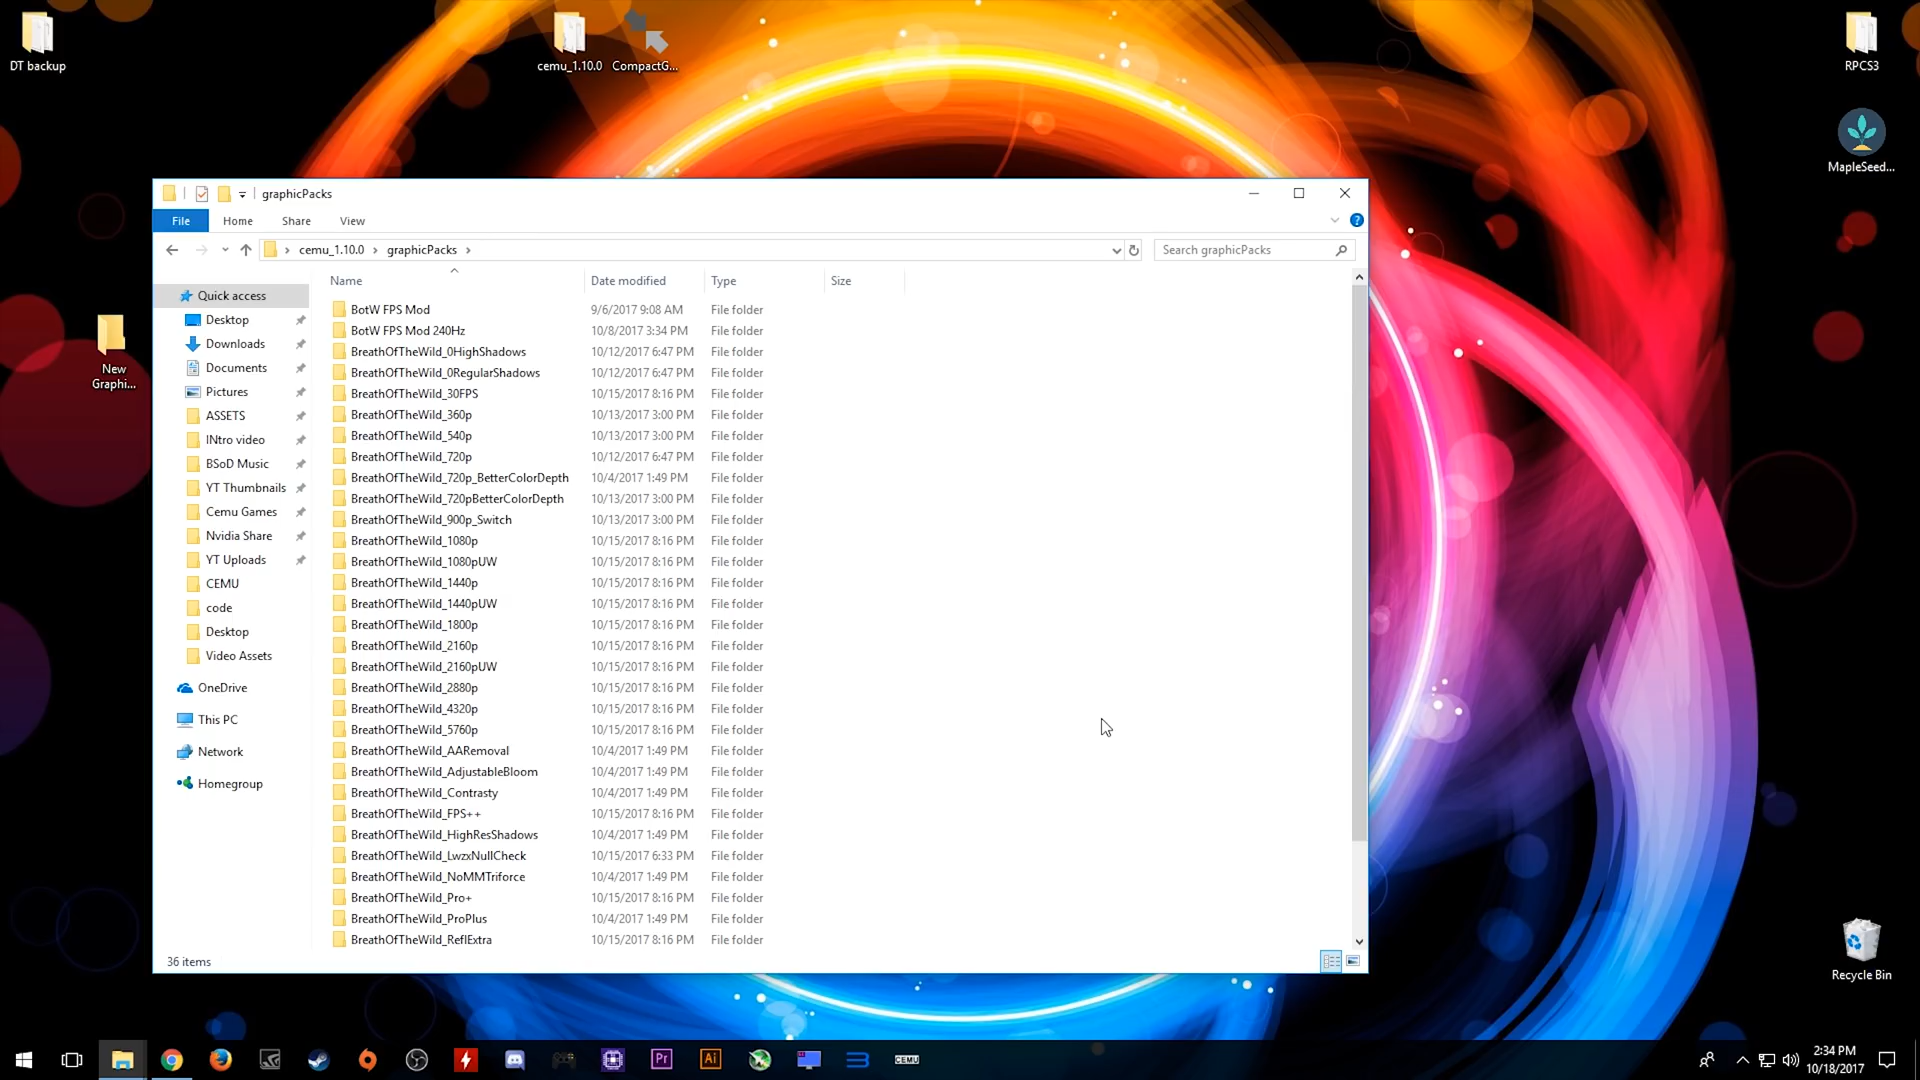 DT backup
cemu_1.10.0
CompactG...
RPCS3
MapleSeed...
New
Graphi...
graphicPacks
File
Home
Share
View
cemu_1.10.0
graphicPacks
Search graphicPacks
Name
Date modified
Type
Size
Quick access
Desktop
Downloads
Documents
Pictures
ASSETS
INtro video
BSoD Music
YT Thumbnails
Cemu Games
Nvidia Share
YT Uploads
CEMU
code
Desktop
Video Assets
OneDrive
This PC
Network
Homegroup
BotW FPS Mod 9/6/2017 9:08 AM File folder
BotW FPS Mod 240Hz 10/8/2017 3:34 PM File folder
BreathOfTheWild_0HighShadows 10/12/2017 6:47 PM File folder
BreathOfTheWild_0RegularShadows 10/12/2017 6:47 PM File folder
BreathOfTheWild_30FPS 10/15/2017 8:16 PM File folder
BreathOfTheWild_360p 10/13/2017 3:00 PM File folder
BreathOfTheWild_540p 10/13/2017 3:00 PM File folder
BreathOfTheWild_720p 10/12/2017 6:47 PM File folder
BreathOfTheWild_720p_BetterColorDepth 10/4/2017 1:49 PM File folder
BreathOfTheWild_720pBetterColorDepth 10/13/2017 3:00 PM File folder
BreathOfTheWild_900p_Switch 10/13/2017 3:00 PM File folder
BreathOfTheWild_1080p 10/15/2017 8:16 PM File folder
BreathOfTheWild_1080pUW 10/15/2017 8:16 PM File folder
BreathOfTheWild_1440p 10/15/2017 8:16 PM File folder
BreathOfTheWild_1440pUW 10/15/2017 8:16 PM File folder
BreathOfTheWild_1800p 10/15/2017 8:16 PM File folder
BreathOfTheWild_2160p 10/15/2017 8:16 PM File folder
BreathOfTheWild_2160pUW 10/15/2017 8:16 PM File folder
BreathOfTheWild_2880p 10/15/2017 8:16 PM File folder
BreathOfTheWild_4320p 10/15/2017 8:16 PM File folder
BreathOfTheWild_5760p 10/15/2017 8:16 PM File folder
BreathOfTheWild_AARemoval 10/4/2017 1:49 PM File folder
BreathOfTheWild_AdjustableBloom 10/4/2017 1:49 PM File folder
BreathOfTheWild_Contrasty 10/4/2017 1:49 PM File folder
BreathOfTheWild_FPS++ 10/15/2017 8:16 PM File folder
BreathOfTheWild_HighResShadows 10/4/2017 1:49 PM File folder
BreathOfTheWild_LwzxNullCheck 10/15/2017 6:33 PM File folder
BreathOfTheWild_NoMMTriforce 10/4/2017 1:49 PM File folder
BreathOfTheWild_Pro+ 10/15/2017 8:16 PM File folder
BreathOfTheWild_ProPlus 10/4/2017 1:49 PM File folder
BreathOfTheWild_ReflExtra 10/15/2017 8:16 PM File folder
36 items
Recycle Bin
Pr
Ai
CEMU
2:34 PM
10/18/2017